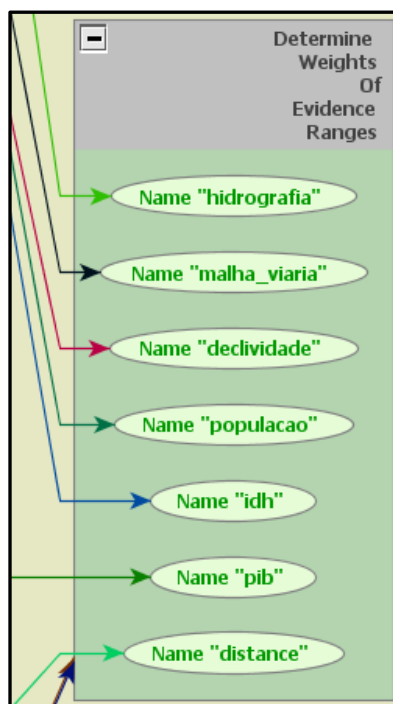 Determine
Weights
Of
Evidence
Ranges
Name "hidrografia"
Name "malha_viaria"
Name "declividade"
Name "populacao"
Name "idh"
Name "pib"
Name "distance"